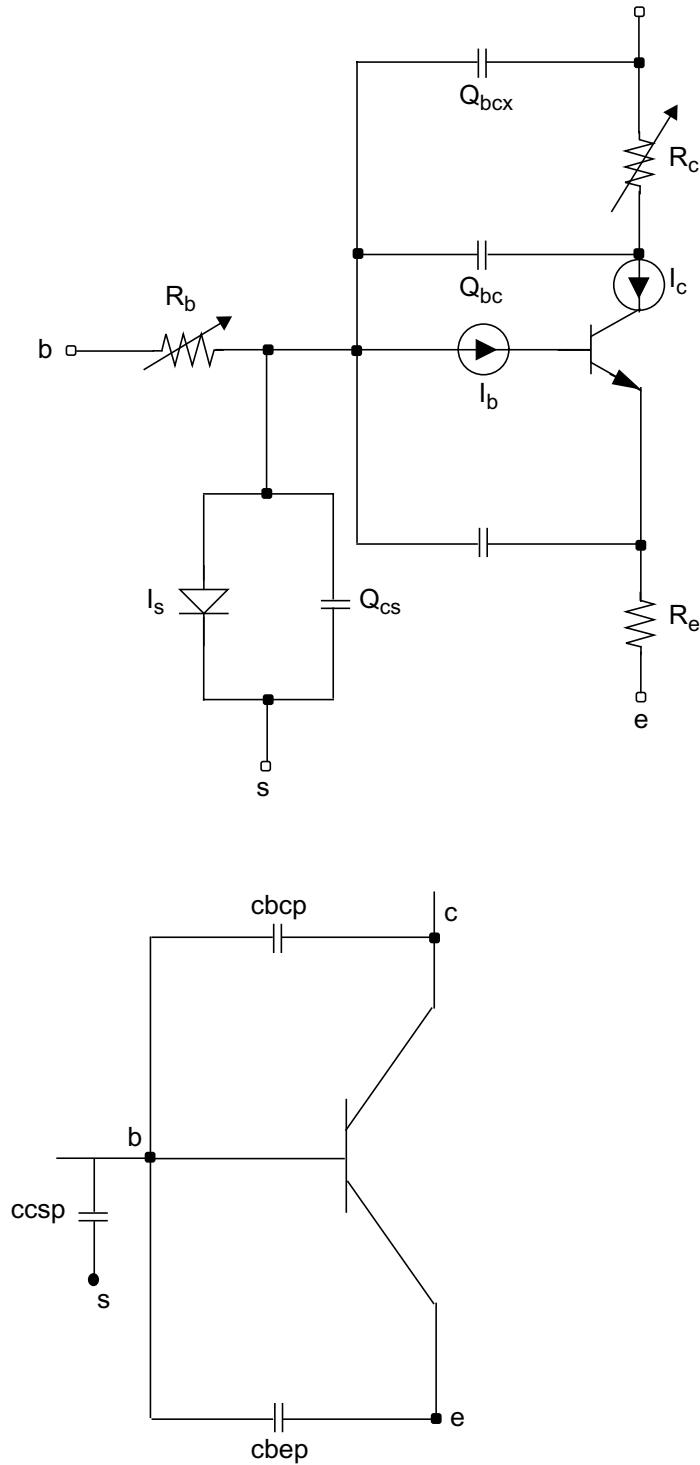 Q_bcx
R_c
Q_bc
I_c
R_b
b
I_b
I_s
Q_cs
R_e
e
s
cbcp
c
b
ccsp
s
e
cbep